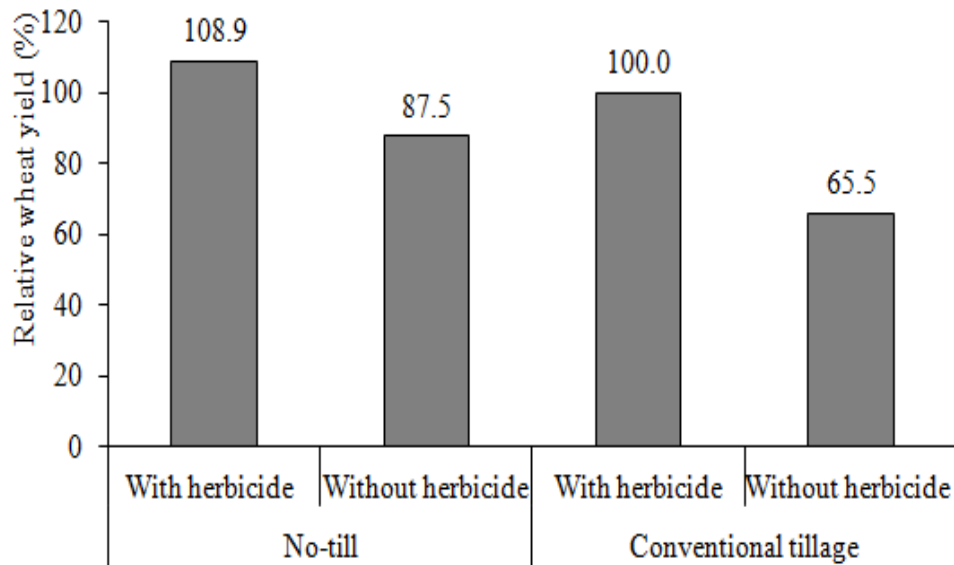 Relative wheat yield (%)
120
100
80
60
40
20
0
108.9
87.5
100.0
65.5
With herbicide
Without herbicide
With herbicide
Without herbicide
No-till
Conventional tillage